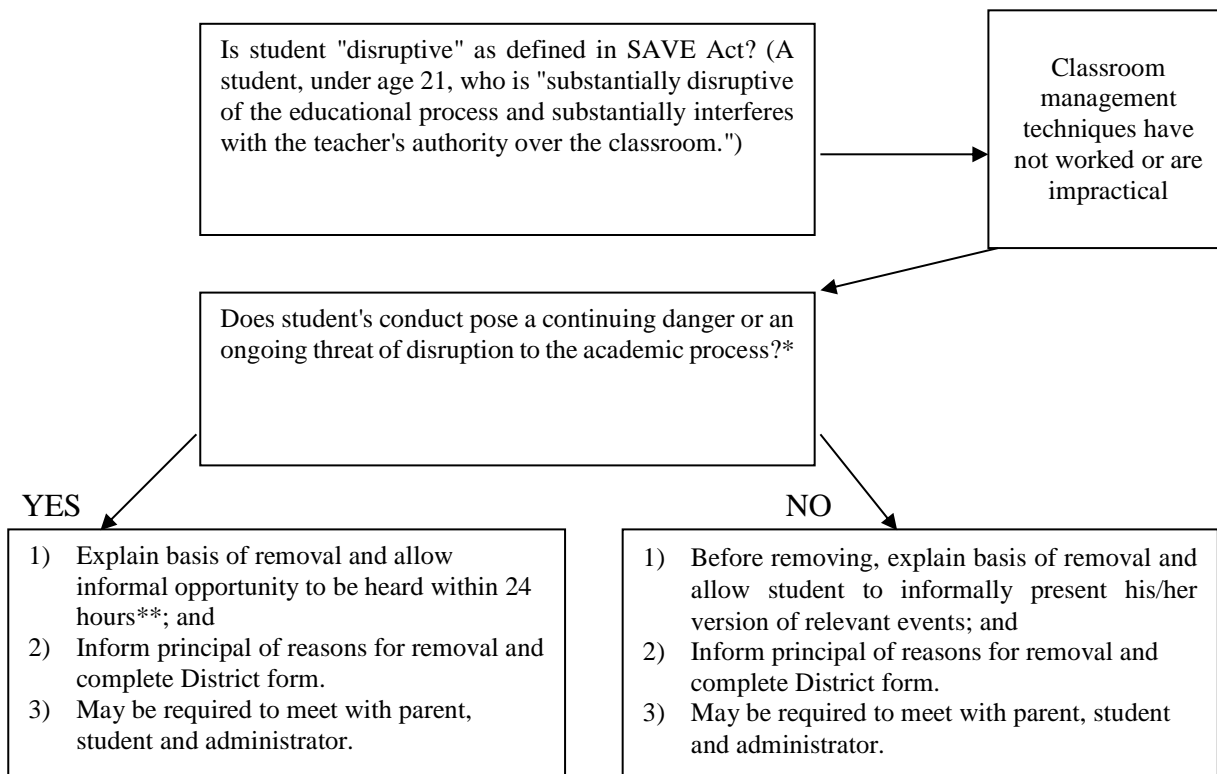 Is student "disruptive" as defined in SAVE Act? (A
student, under age 21, who is "substantially disruptive
of the educational process and substantially interferes
with the teacher's authority over the classroom.")
Classroom
management
techniques have
not worked or are
impractical
Does student's conduct pose a continuing danger or an
ongoing threat of disruption to the academic process?*
YES
1) Explain basis of removal and allow
informal opportunity to be heard within 24
hours**; and
2) Inform principal of reasons for removal and
complete District form.
3) May be required to meet with parent,
student and administrator.
NO
1) Before removing, explain basis of removal and
allow student to informally present his/her
version of relevant events; and
2) Inform principal of reasons for removal and
complete District form.
3) May be required to meet with parent, student
and administrator.